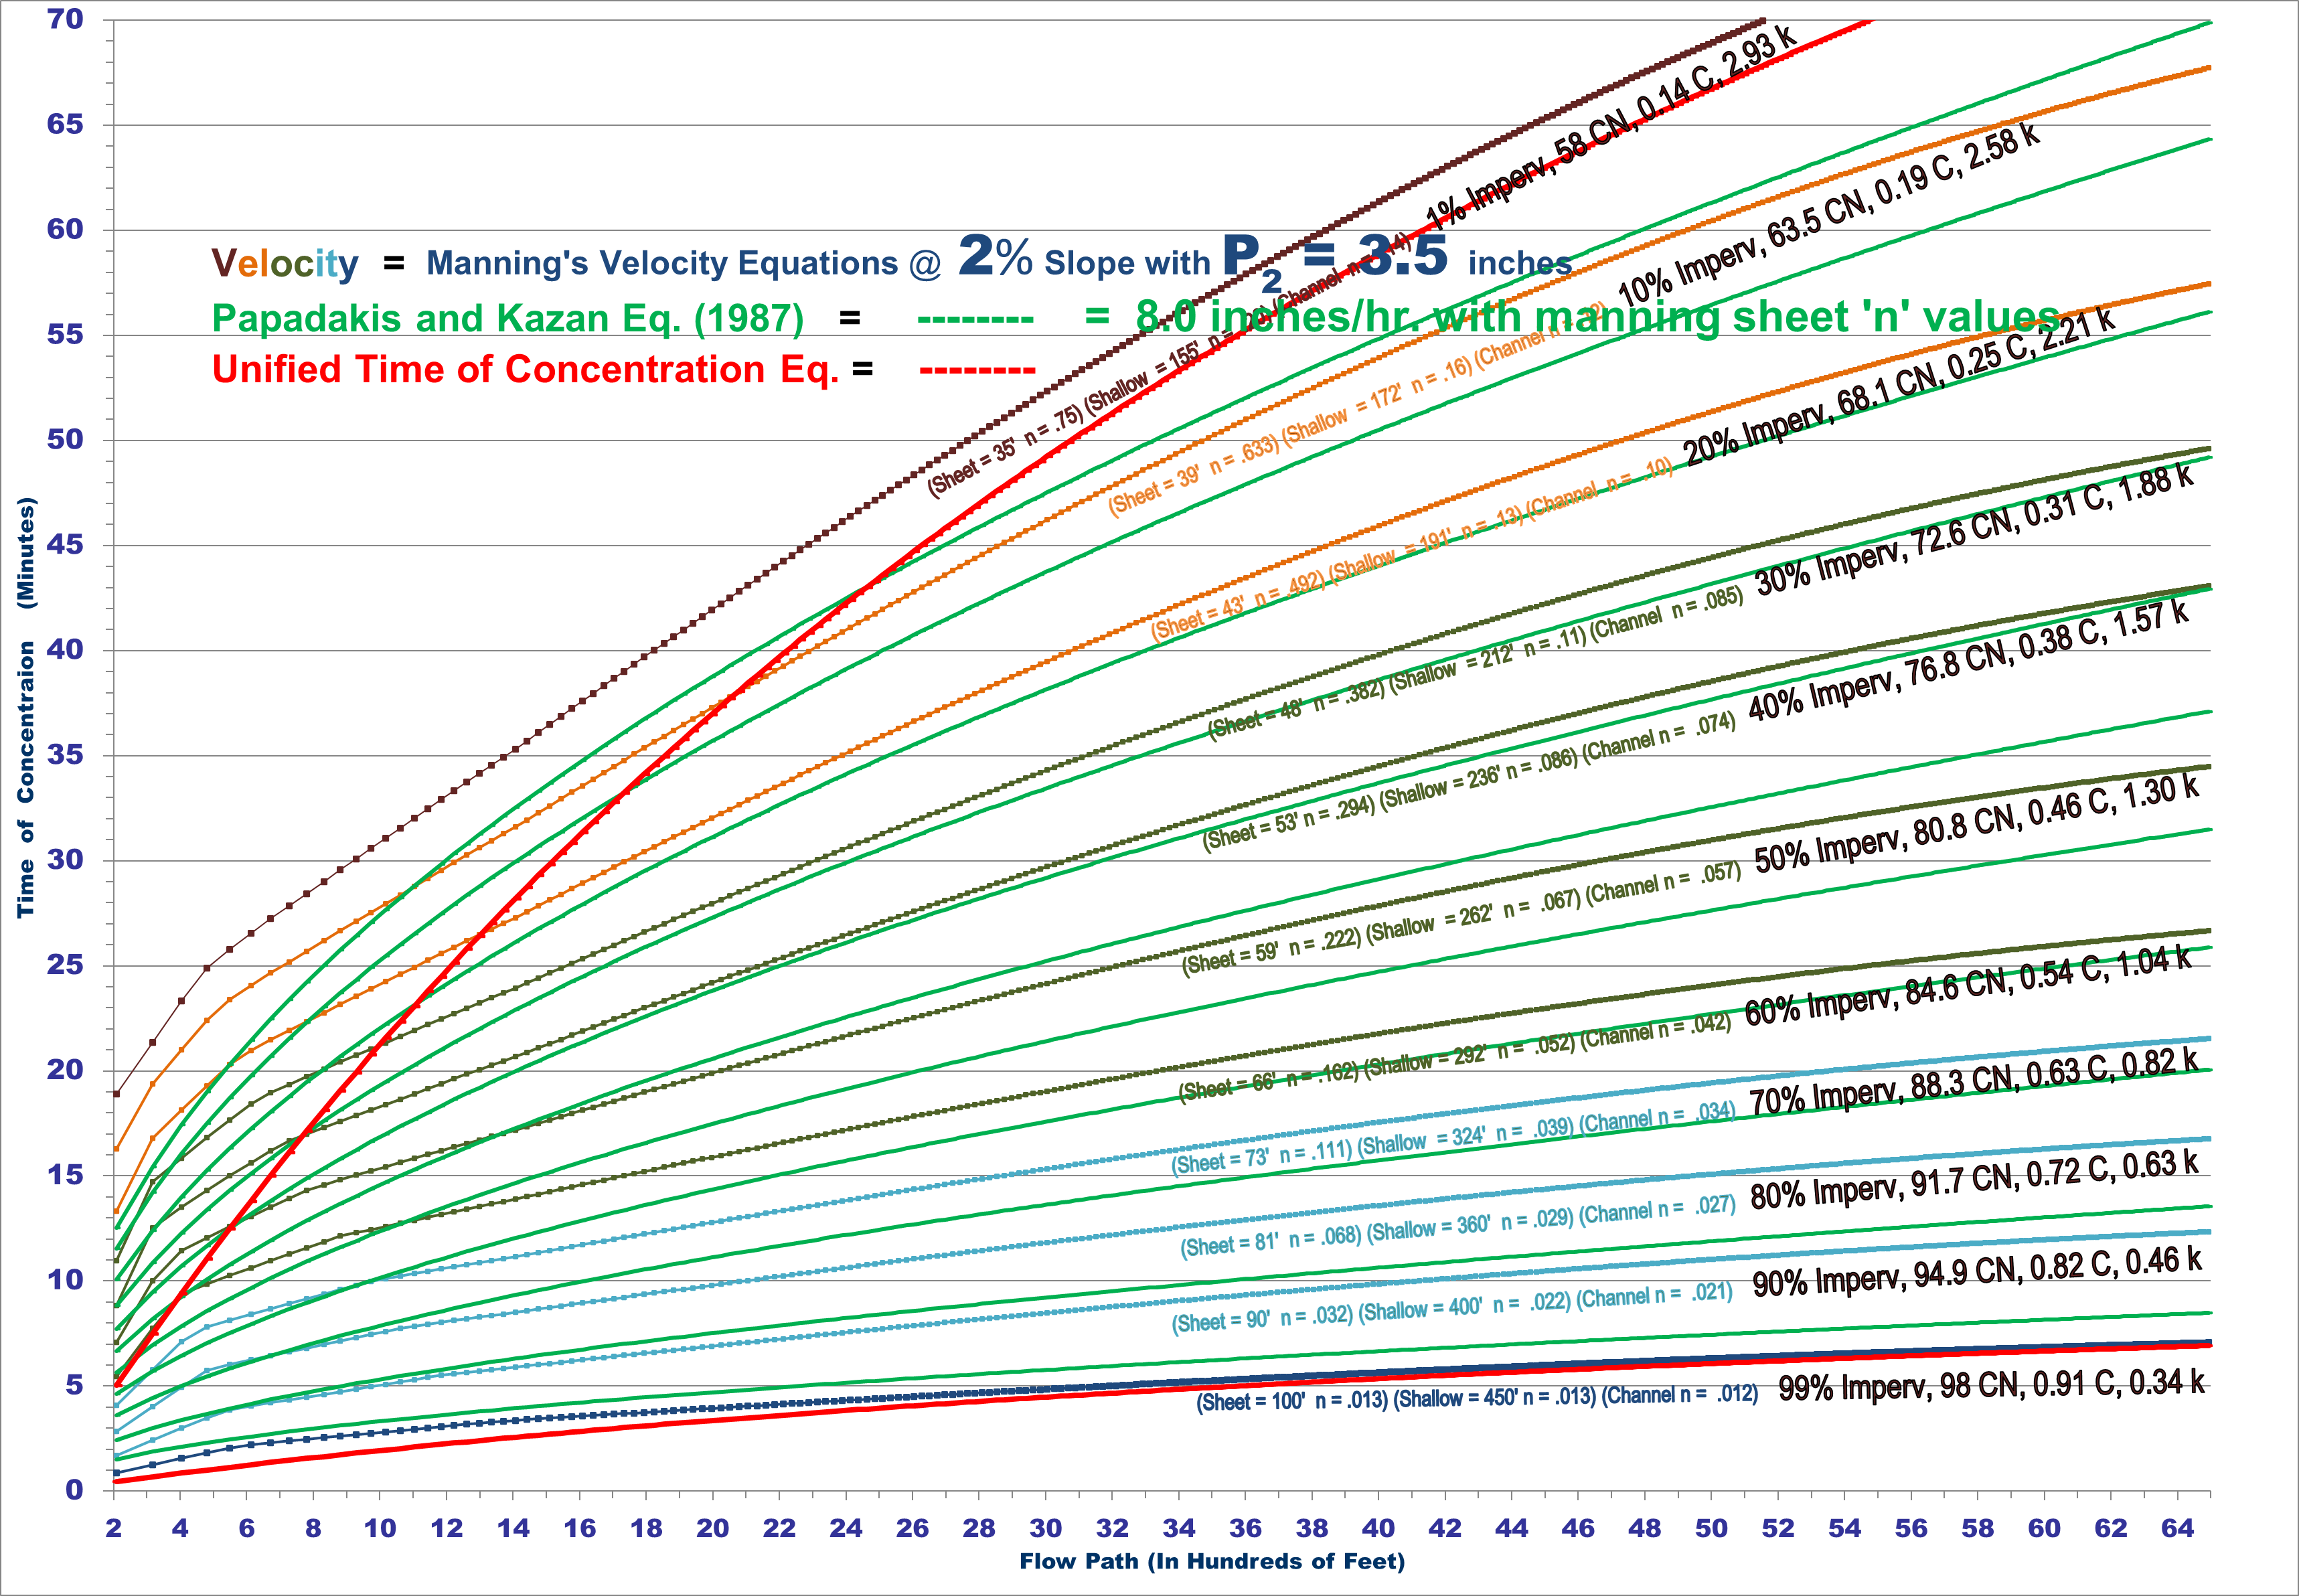 70
65
60
55
50
45
40
35
30
25
20
15
10
5
0
Time of Concentraion (Minutes)
Velocity = Manning's Velocity Equations @ 2% Slope with P2 = 3.5 inches
Papadakis and Kazan Eq. (1987) = -------- = 8.0 inches/hr. with manning sheet 'n' values
Unified Time of Concentration Eq. = --------
(Sheet = 35' n = .75) (Shallow = 155' n = (Channel n =
1% Imperv, 58 CN, 0.14 C, 2.93 k
(Sheet = 39' n = .633) (Shallow = 172' n = .16) (Channel n =
10% Imperv, 63.5 CN, 0.19 C, 2.58 k
(Sheet = 43' n = .492) (Shallow = 191' n = .13) (Channel n = .10)
20% Imperv, 68.1 CN, 0.25 C, 2.21 k
(Sheet = 48' n = .382) (Shallow = 212' n = .11) (Channel n = .085)
30% Imperv, 72.6 CN, 0.31 C, 1.88 k
(Sheet = 53' n = .294) (Shallow = 236' n = .086) (Channel n = .074)
40% Imperv, 76.8 CN, 0.38 C, 1.57 k
(Sheet = 59' n = .222) (Shallow = 262' n = .067) (Channel n = .057)
50% Imperv, 80.8 CN, 0.46 C, 1.30 k
(Sheet = 66' n = .162) (Shallow = 292' n = .052) (Channel n = .042)
60% Imperv, 84.6 CN, 0.54 C, 1.04 k
(Sheet = 73' n = .111) (Shallow = 324' n = .039) (Channel n = .034)
70% Imperv, 88.3 CN, 0.63 C, 0.82 k
(Sheet = 81' n = .068) (Shallow = 360' n = .029) (Channel n = .027)
80% Imperv, 91.7 CN, 0.72 C, 0.63 k
(Sheet = 90' n = .032) (Shallow = 400' n = .022) (Channel n = .021)
90% Imperv, 94.9 CN, 0.82 C, 0.46 k
(Sheet = 100' n = .013) (Shallow = 450' n = .013) (Channel n = .012)
99% Imperv, 98 CN, 0.91 C, 0.34 k
2 4 6 8 10 12 14 16 18 20 22 24 26 28 30 32 34 36 38 40 42 44 46 48 50 52 54 56 58 60 62 64
Flow Path (In Hundreds of Feet)